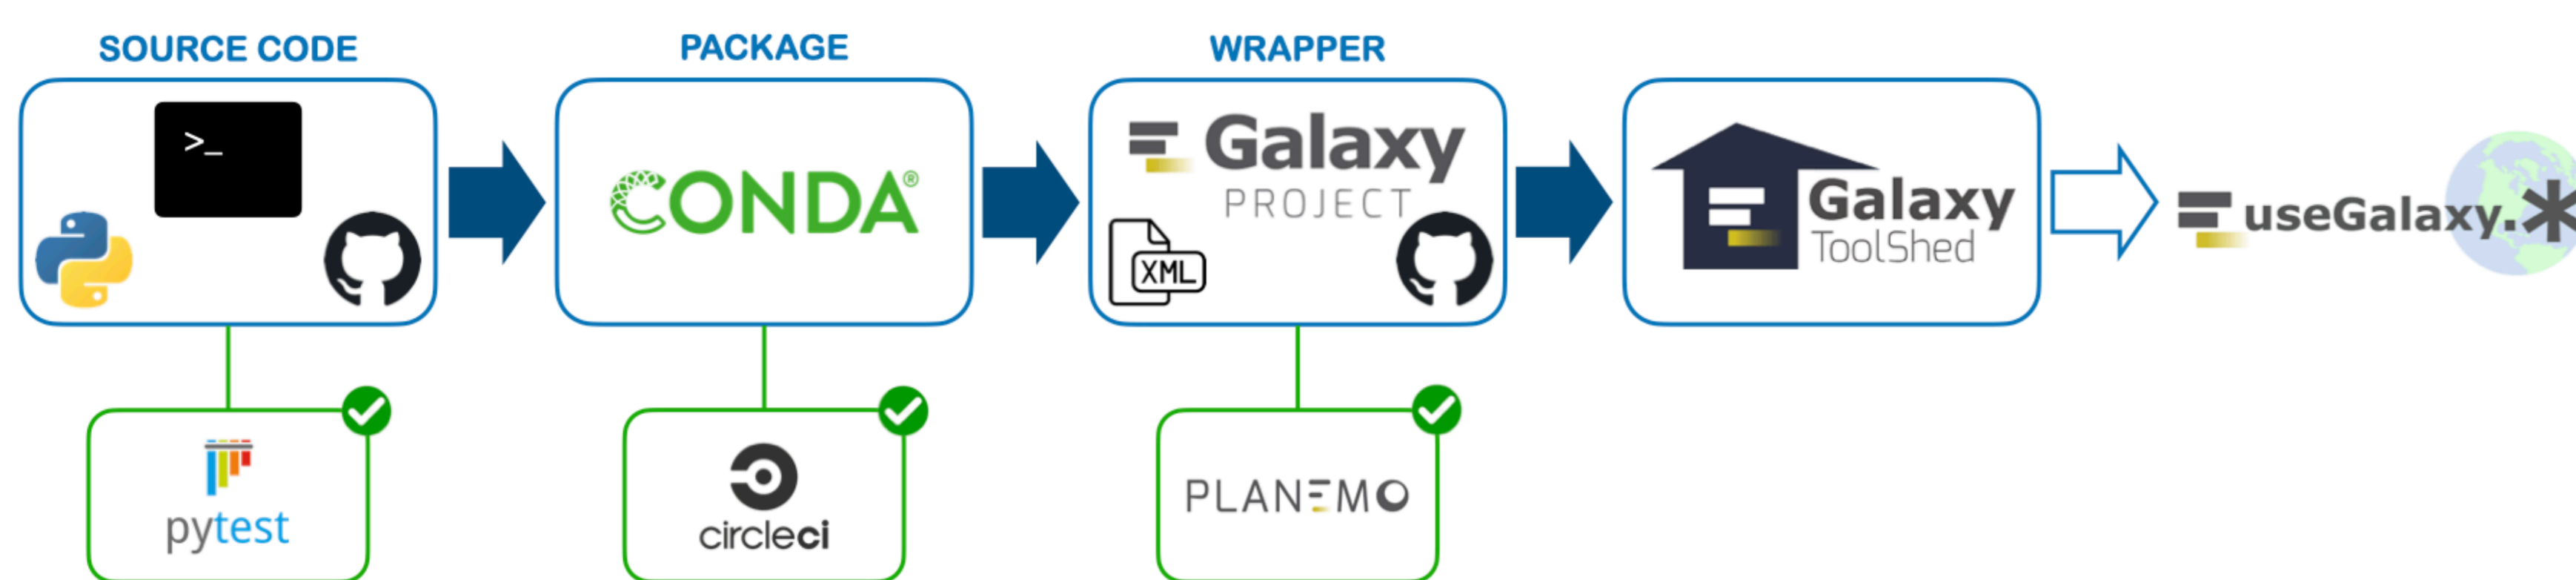 SOURCE CODE
PACKAGE
WRAPPER
>_
CONDA®
Galaxy
PROJECT
XML
Galaxy
ToolShed
useGalaxy.*
pytest
circleci
PLANEMO